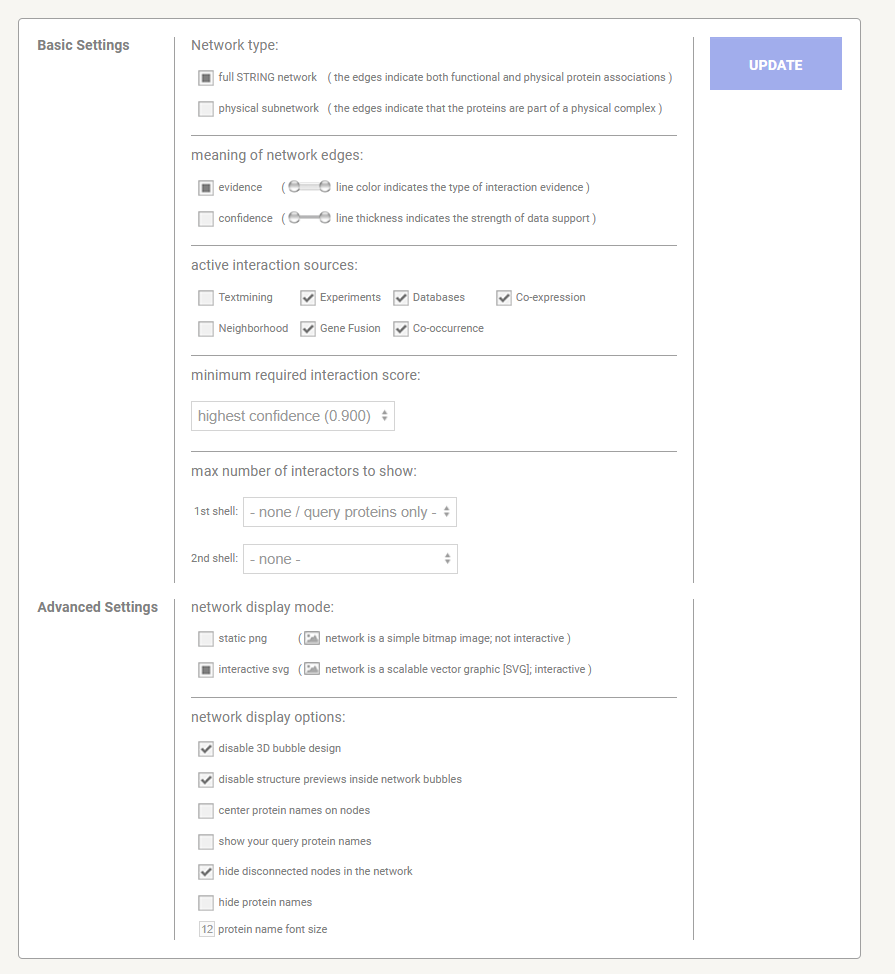 Basic Settings
Network type:
UPDATE
full STRING network ( the edges indicate both functional and physical protein associations )
physical subnetwork ( the edges indicate that the proteins are part of a physical complex )
meaning of network edges:
evidence ( line color indicates the type of interaction evidence )
confidence ( line thickness indicates the strength of data support )
active interaction sources:
Textmining Experiments Databases Co-expression
Neighborhood Gene Fusion Co-occurrence
minimum required interaction score:
highest confidence (0.900)
max number of interactors to show:
1st shell: - none / query proteins only -
2nd shell: - none -
Advanced Settings
network display mode:
static png ( network is a simple bitmap image; not interactive )
interactive svg ( network is a scalable vector graphic [SVG]; interactive )
network display options:
disable 3D bubble design
disable structure previews inside network bubbles
center protein names on nodes
show your query protein names
hide disconnected nodes in the network
hide protein names
12 protein name font size